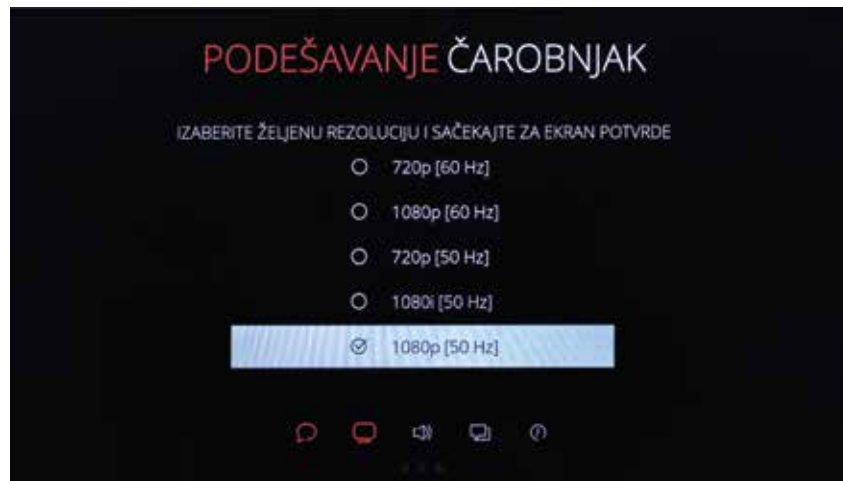 PODEŠAVANJE ČAROBNJAK
IZABERITE ŽELJENU REZOLUCIJU I SAČEKAJTE ZA EKRAN POTVRDE
720p [60 Hz]
1080p [60 Hz]
720p [50 Hz]
1080i [50 Hz]
1080p [50 Hz]